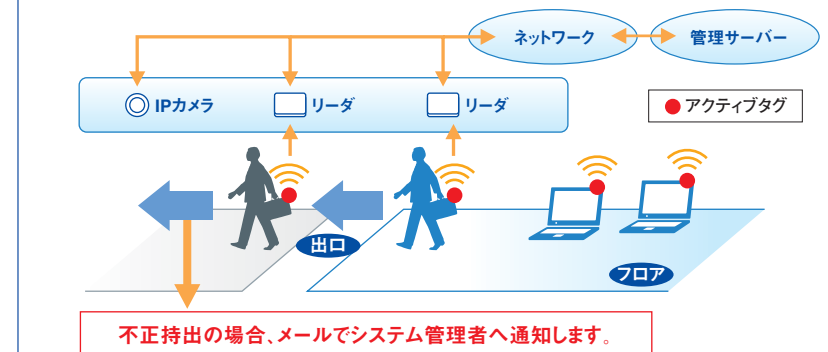 ネットワーク
管理サーバー
IPカメラ
リーダ
リーダ
アクティブタグ
出口
フロア
不正持出の場合、メールでシステム管理者へ通知します。